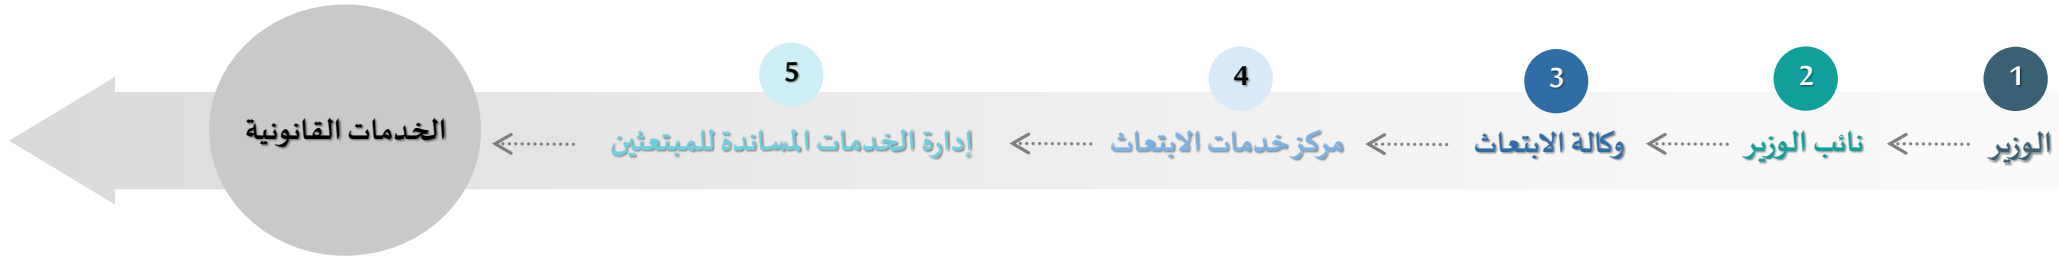 1
الوزير
2
نائب الوزير
3
وكالة الابتعاث
4
مركز خدمات الابتعاث
5
إدارة الخدمات المساندة للمبتعثين
الخدمات القانونية